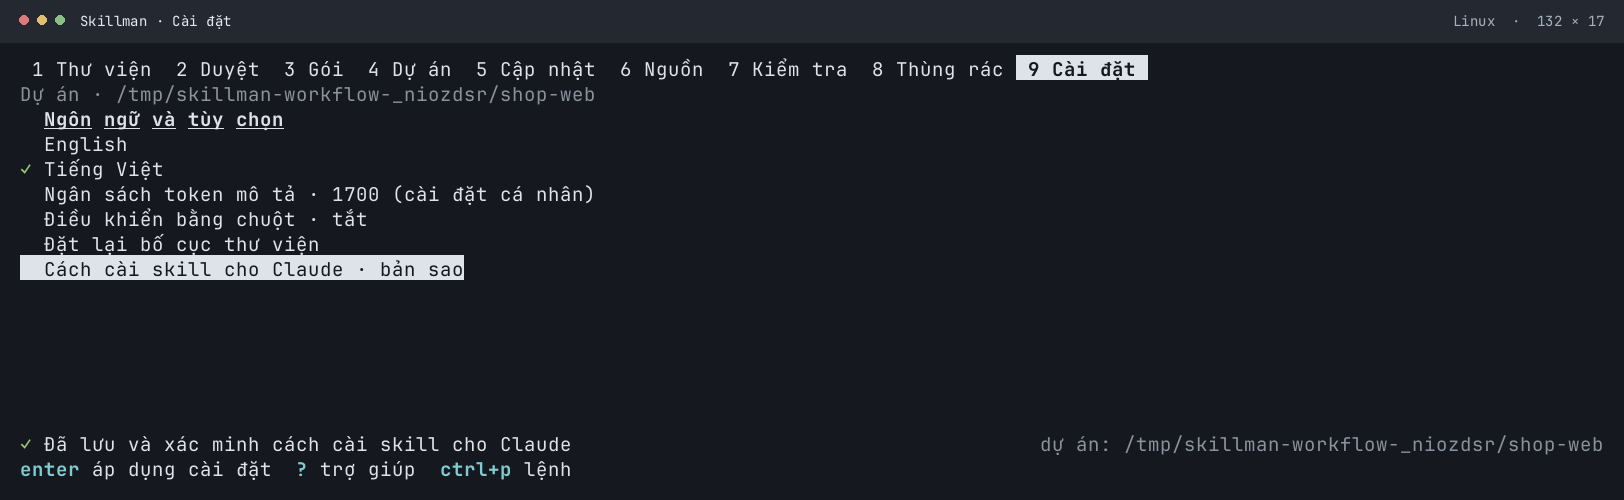 Skillman · Cài đặt
Linux · 132 × 17
1 Thư viện 2 Duyệt 3 Gói 4 Dự án 5 Cập nhật 6 Nguồn 7 Kiểm tra 8 Thùng rác 9 Cài đặt
Dự án · /tmp/skillman-workflow-_niozdsr/shop-web
Ngôn ngữ và tùy chọn
English
✓ Tiếng Việt
Ngân sách token mô tả · 1700 (cài đặt cá nhân)
Điều khiển bằng chuột · tắt
Đặt lại bố cục thư viện
Cách cài skill cho Claude · bản sao
✓ Đã lưu và xác minh cách cài skill cho Claude
dự án: /tmp/skillman-workflow-_niozdsr/shop-web
enter áp dụng cài đặt ? trợ giúp ctrl+p lệnh